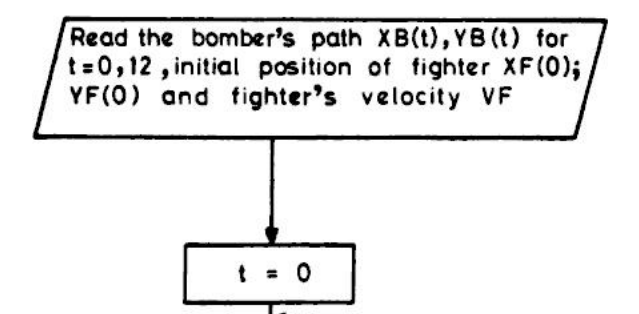 Read the bomber's path XB(t),YB(t) for
t=0,12 ,initial position of fighter XF(0);
YF(0) and fighter's velocity VF
t = 0